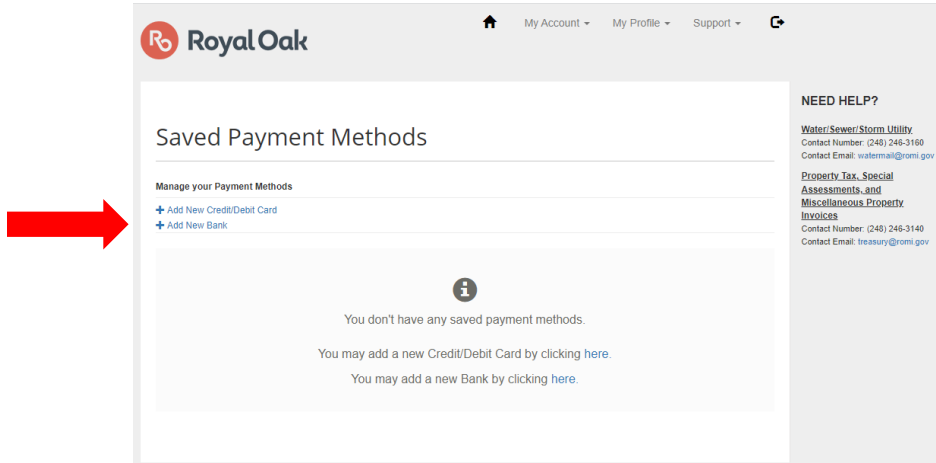 My Account
My Profile
Support
Ro Royal Oak
Saved Payment Methods
Manage your Payment Methods
+ Add New Credit/Debit Card
+ Add New Bank
You don't have any saved payment methods.
You may add a new Credit/Debit Card by clicking here.
You may add a new Bank by clicking here.
NEED HELP?
Water/Sewer/Storm Utility
Contact Number: (248) 246-3160
Contact Email: watermail@romi.gov
Property Tax, Special
Assessments, and
Miscellaneous Property
Invoices
Contact Number: (248) 246-3140
Contact Email: treasury@romi.gov